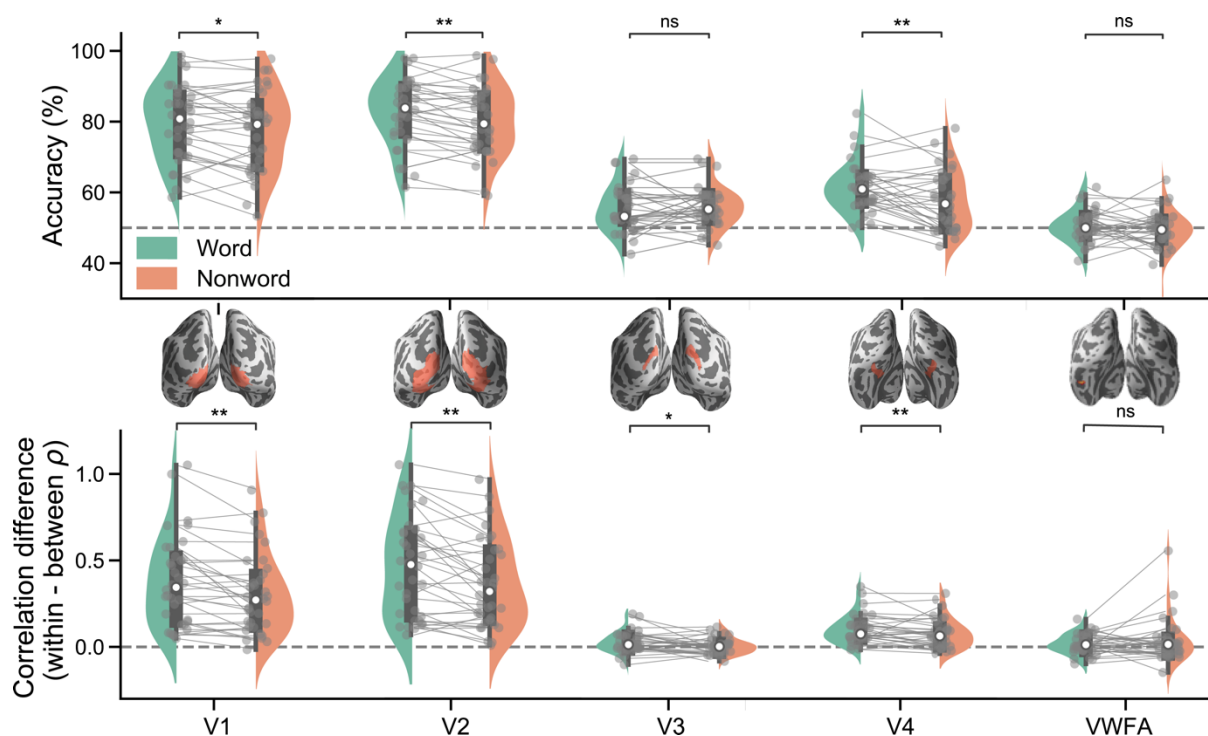 * ** ns ** ns
Accuracy (%)
100
80
60
40
Word
Nonword
** ** * ** ns
Correlation difference
(within - between ρ)
1.0
0.5
0.0
V1 V2 V3 V4 VWFA